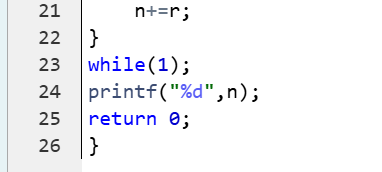 21 n+=r;
22 }
23 while(1);
24 printf("%d",n);
25 return 0;
26 }